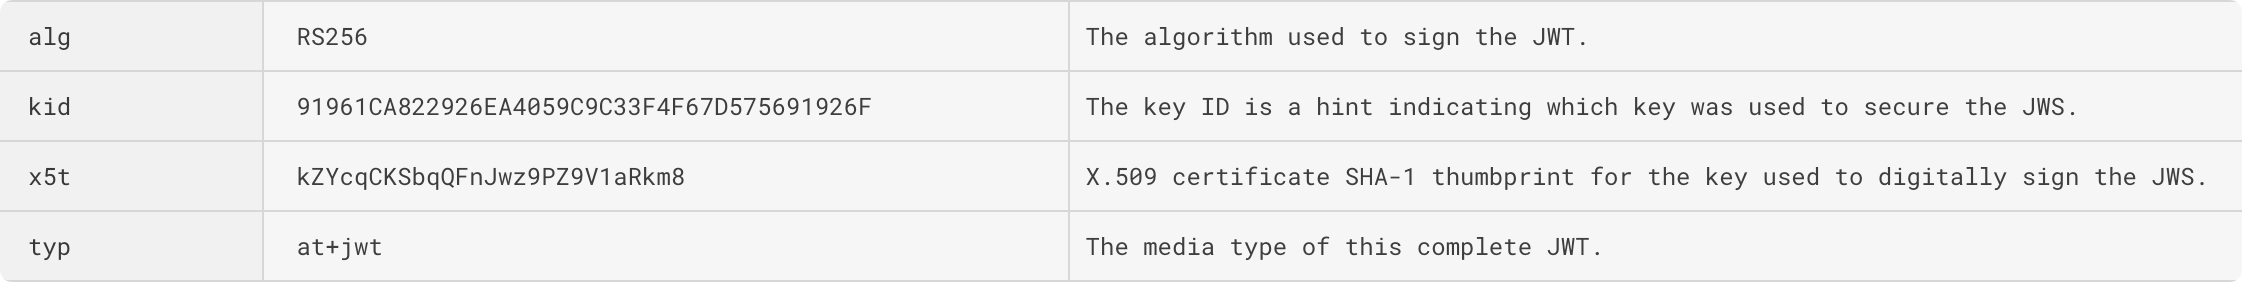 alg RS256 The algorithm used to sign the JWT.
kid 91961CA822926EA4059C9C33F4F67D575691926F The key ID is a hint indicating which key was used to secure the JWS.
x5t kZYcqCKSbqQFnJwz9PZ9V1aRkm8 X.509 certificate SHA-1 thumbprint for the key used to digitally sign the JWS.
typ at+jwt The media type of this complete JWT.